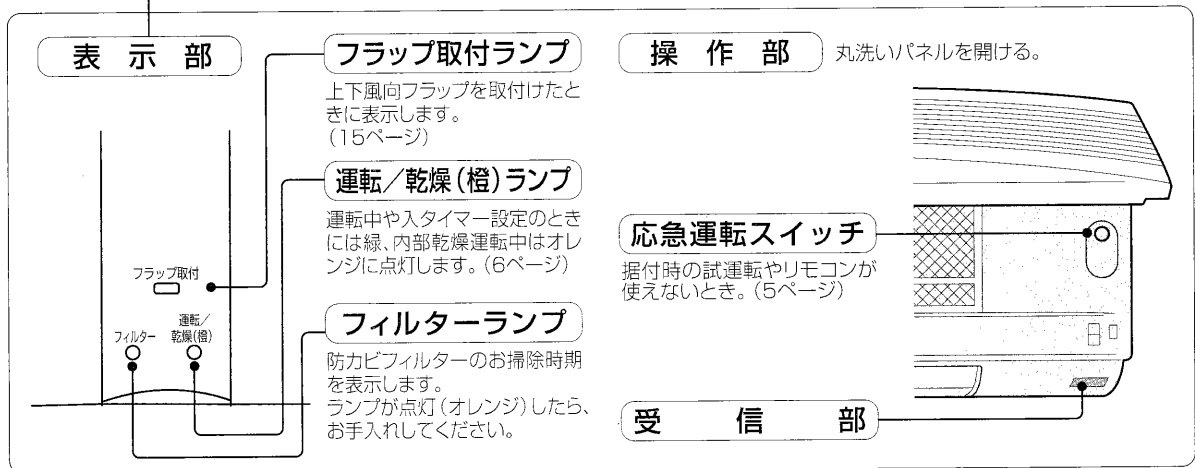 表示部
フラップ取付ランプ
上下風向フラップを取付けたと
きに表示します。
(15ページ)
運転／乾燥(橙)ランプ
運転中や入タイマー設定のとき
には緑、内部乾燥運転中はオレ
ンジに点灯します。(6ページ)
フィルターランプ
防カビフィルターのお掃除時期
を表示します。
ランプが点灯(オレンジ)したら、
お手入れしてください。
フラップ取付
フィルター
運転／
乾燥(橙)
操作部
丸洗いパネルを開ける。
応急運転スイッチ
据付時の試運転やリモコンが
使えないとき。(5ページ)
受信部